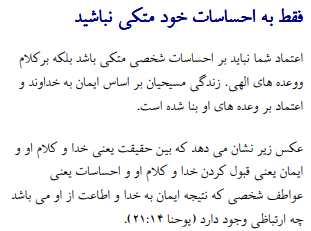 فقط به احساسات خود متکی نباشید
اعتماد شما نباید بر احساسات شخصی متکی باشد بلکه برکلام
ووعده های الهی. زندگی مسیحیان بر اساس ایمان به خداوند و
اعتماد بر وعده های او بنا شده است.
عکس زیر نشان می دهد که بین حقیقت یعنی خدا و کلام او و
ایمان یعنی قبول کردن خدا و کلام او و احساسات یعنی
عواطف شخصی که نتیجه ایمان به خدا و اطاعت از او می باشد
چه ارتباظی وجود دارد (یوحنا ۲۱:۱۴).